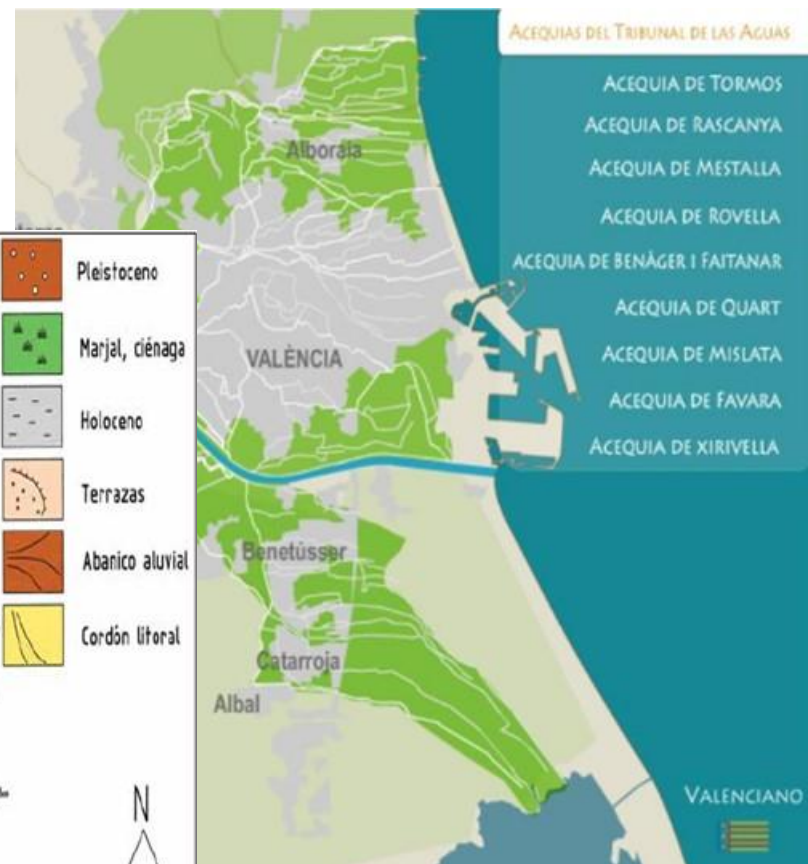 ACEQUIAS DEL TRIBUNAL DE LAS AGUAS
ACEQUIA DE TORMOS
ACEQUIA DE RASCANYA
ACEQUIA DE MESTALLA
ACEQUIA DE ROVELLA
ACEQUIA DE BENÀGER I FAITANAR
ACEQUIA DE QUART
ACEQUIA DE MISLATA
ACEQUIA DE FAVARA
ACEQUIA DE XIRIVELLA
Alboraia
VALÈNCIA
Benetússer
Catarroja
Albal
VALENCIANO
Pleistoceno
Marjal, ciénaga
Holoceno
Terrazas
Abanico aluvial
Cordón litoral
N